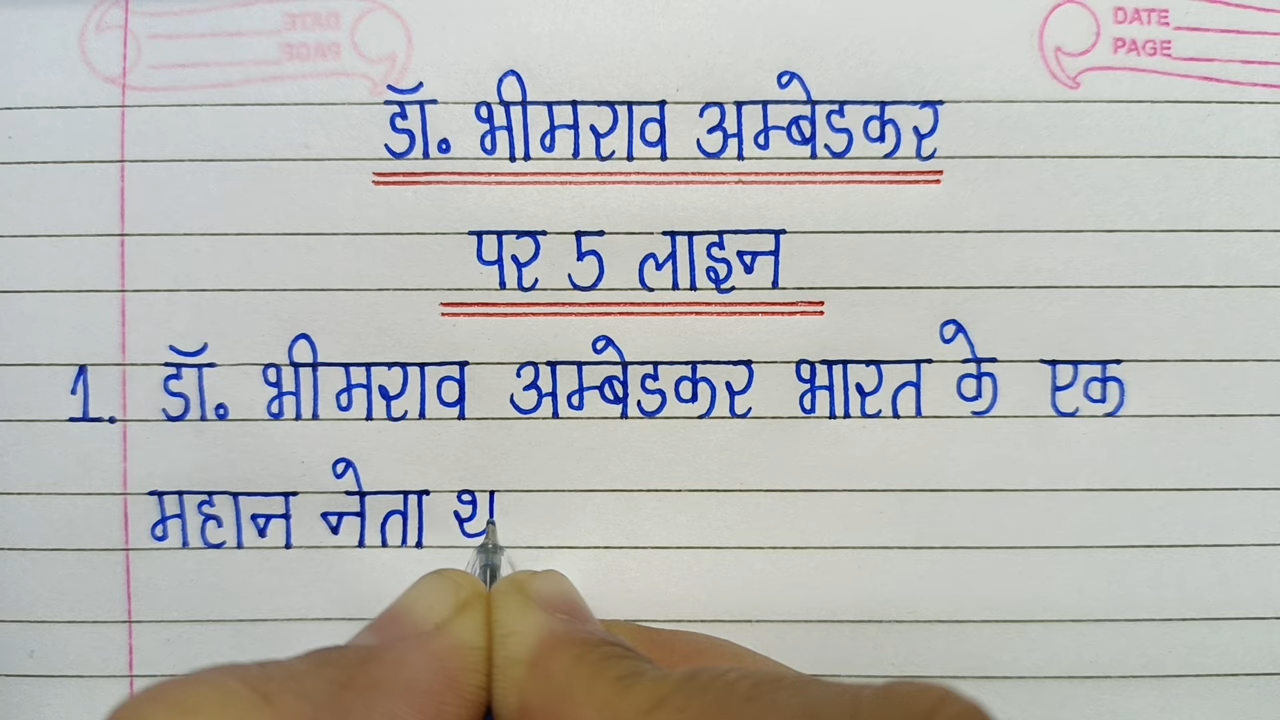 DATE
PAGE
डॉ. भीमराव अम्बेडकर
पर 5 लाइन
1. डॉ. भीमराव अम्बेडकर भारत के एक
महान नेता थ